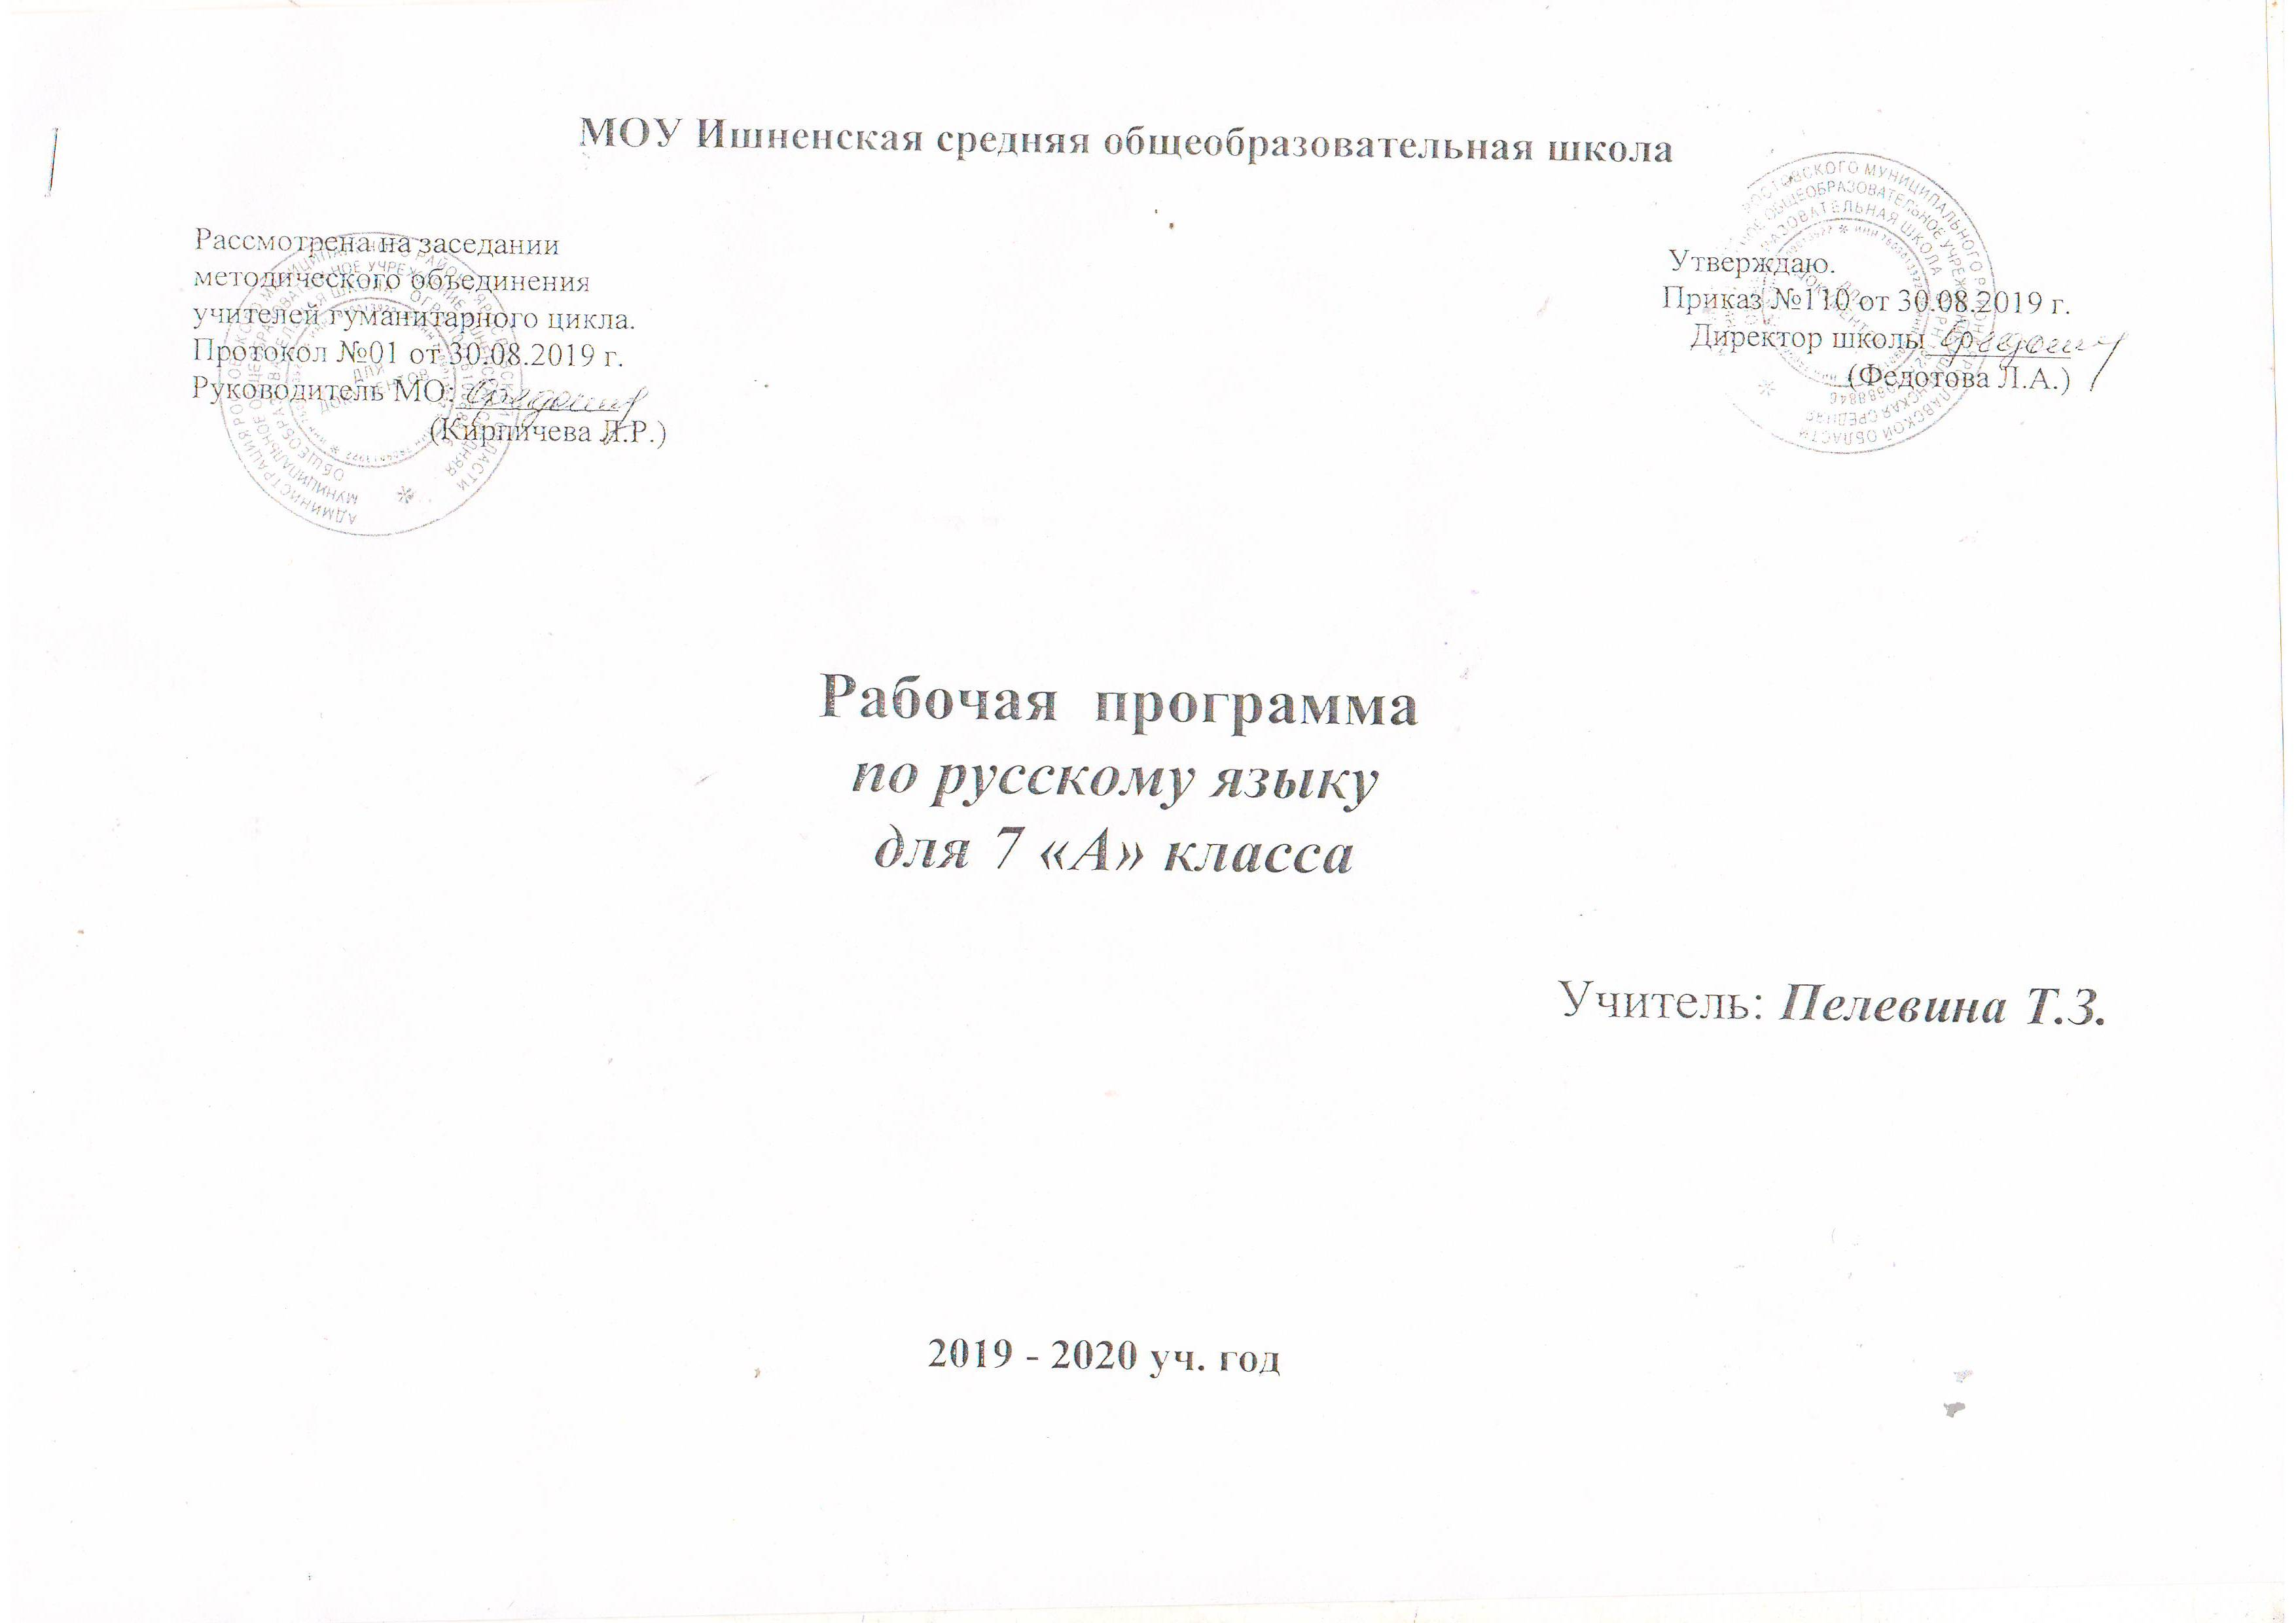 МОУ Ишненская средняя общеобразовательная школа
Рассмотрена на заседании
методического объединения
учителей гуманитарного цикла.
Протокол №01 от 30.08.2019 г.
Руководитель МО:
(Кирпичева Л.Р.)
Утверждаю.
Приказ №110 от 30.08.2019 г.
Директор школы
(Федотова Л.А.)
Рабочая программа
по русскому языку
для 7 «А» класса
Учитель: Пелевина Т.З.
2019 - 2020 уч. год